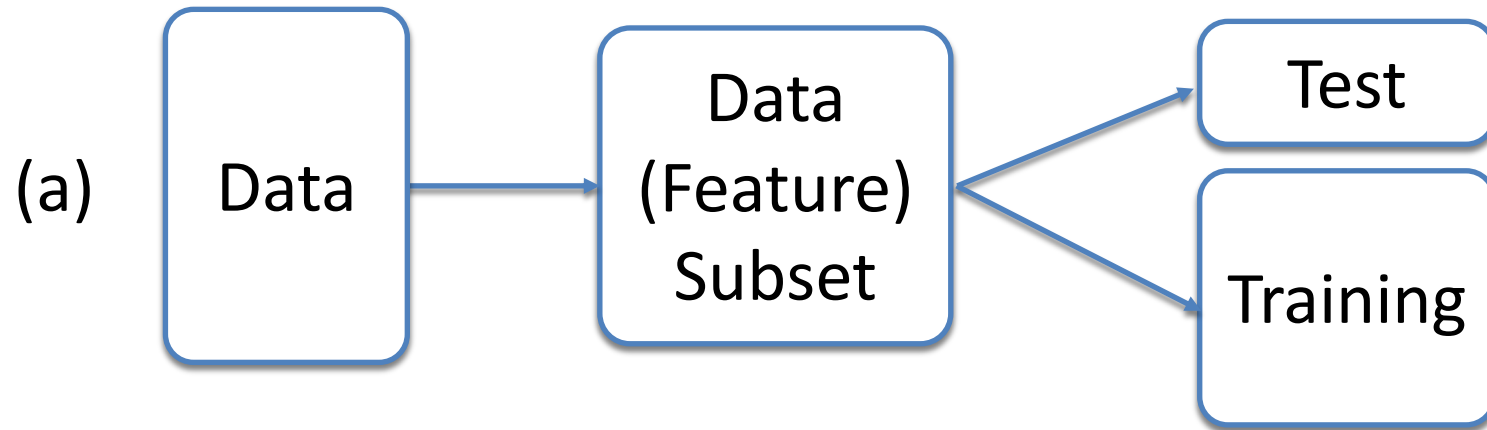 (a)
Data
Data
(Feature)
Subset
Test
Training